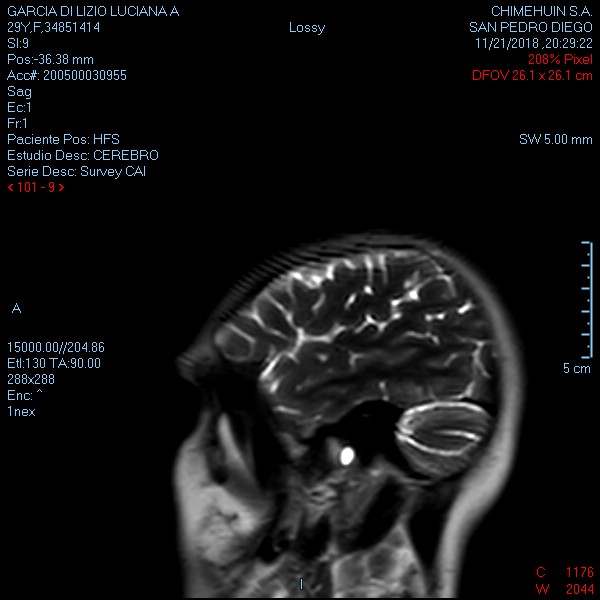 GARCIA DI LIZIO LUCIANA A
29Y,F,34851414
Sl:9
Pos:-36.38 mm
Acc#: 200500030955
Sag
Ec:1
Fr:1
Paciente Pos: HFS
Estudio Desc: CEREBRO
Serie Desc: Survey CAI
< 101 - 9 >
Lossy
CHIMEHUIN S.A.
SAN PEDRO DIEGO
11/21/2018 ,20:29:22
208% Pixel
DFOV 26.1 x 26.1 cm
SW 5.00 mm
A
15000.00//204.86
Etl:130 TA:90.00
288x288
Enc: ^
1nex
5 cm
I
C 1176
W 2044